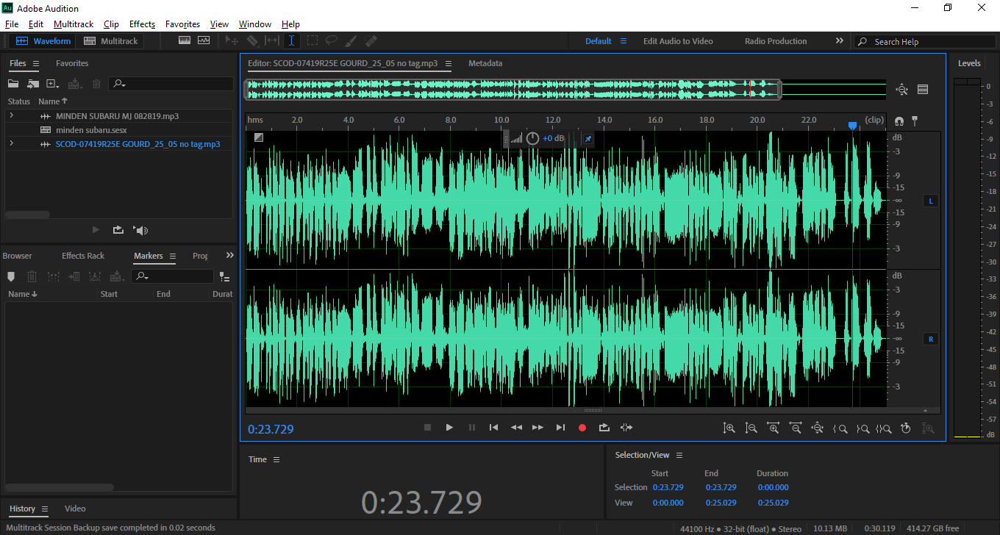 Au Adobe Audition
File Edit Multitrack Clip Effects Favorites View Window Help
Waveform Multitrack Default Edit Audio to Video Radio Production Search Help
Files Favorites
Status Name
MINDEN SUBARU MJ 082819.mp3
minden subaru.sesx
SCOD-07419R25E GOURD_25_05 no tag.mp3
Browser Effects Rack Markers
Name Start End Durat
History Video
Editor: SCOD-07419R25E GOURD_25_05 no tag.mp3 Metadata
hms 2.0 4.0 6.0 8.0 10.0 12.0 14.0 16.0 18.0 20.0 22.0 (clip)
+0 dB
dB
-3
-9
-15
-∞
-15
-9
-3
L
dB
-3
-9
-15
-∞
-15
-9
-3
R
0:23.729
Time
0:23.729
Selection/View
Start End Duration
Selection 0:23.729 0:23.729 0:00.000
View 0:00.000 0:25.029 0:25.029
Levels
0
-3
-6
-9
-12
-15
-18
-21
-24
-27
-30
-33
-36
-39
-42
-45
-48
-51
-54
-57
dB
Multitrack Session Backup save completed in 0.02 seconds
44100 Hz ● 32-bit (float) ● Stereo 10.13 MB 0:30.119 414.27 GB free